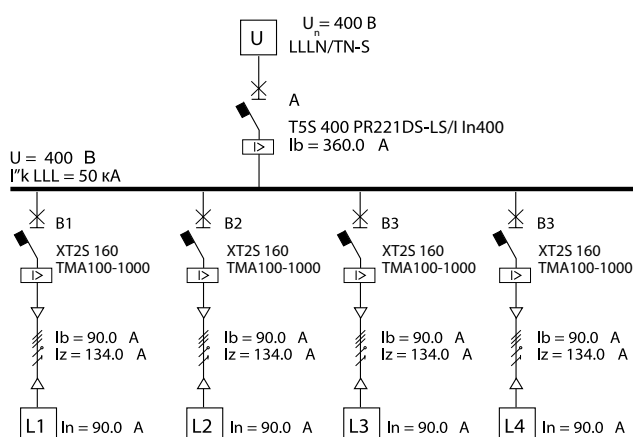 U
Un = 400 В
LLLN/TN-S
A
T5S 400 PR221DS-LS/I In400
I>
Ib = 360.0 A
U = 400 В
I"k LLL = 50 кА
B1
XT2S 160
TMA100-1000
I>
B2
XT2S 160
TMA100-1000
I>
B3
XT2S 160
TMA100-1000
I>
B3
XT2S 160
TMA100-1000
I>
Ib = 90.0 A
Iz = 134.0 A
Ib = 90.0 A
Iz = 134.0 A
Ib = 90.0 A
Iz = 134.0 A
Ib = 90.0 A
Iz = 134.0 A
L1 In = 90.0 A
L2 In = 90.0 A
L3 In = 90.0 A
L4 In = 90.0 A